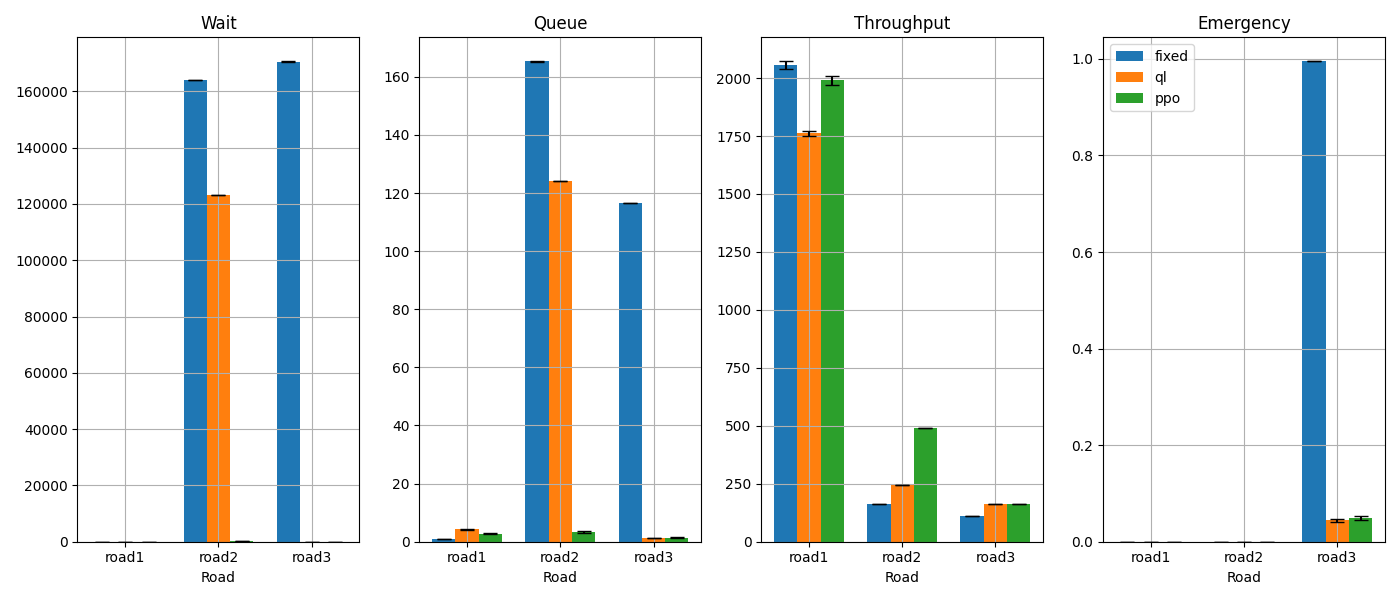 Wait
160000
140000
120000
100000
80000
60000
40000
20000
0
road1 road2 road3
Road
Queue
160
140
120
100
80
60
40
20
0
road1 road2 road3
Road
Throughput
2000
1750
1500
1250
1000
750
500
250
0
road1 road2 road3
Road
Emergency
fixed
ql
ppo
1.0
0.8
0.6
0.4
0.2
0.0
road1 road2 road3
Road